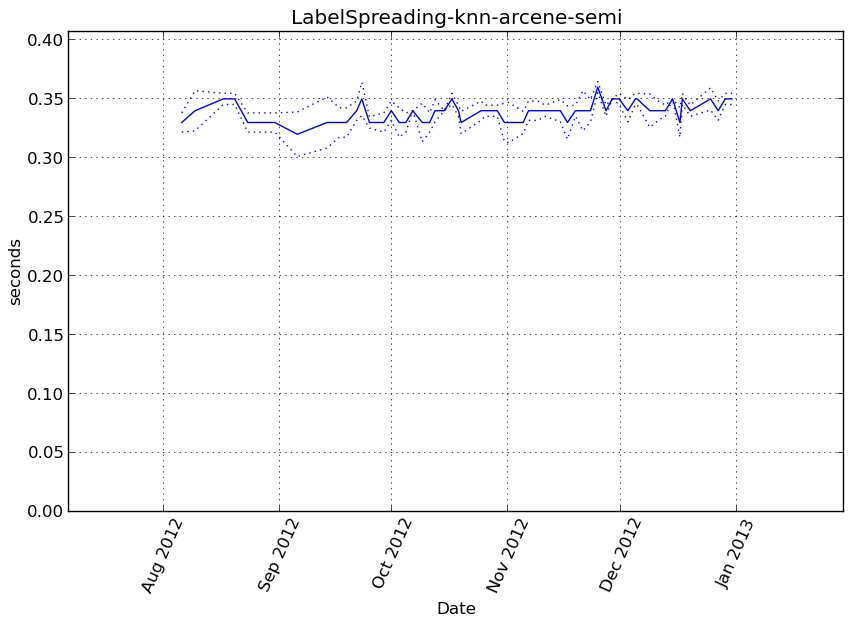 LabelSpreading-knn-arcene-semi
0.40
0.35
0.30
0.25
0.20
0.15
0.10
0.05
0.00
seconds
Aug 2012
Sep 2012
Oct 2012
Nov 2012
Dec 2012
Jan 2013
Date